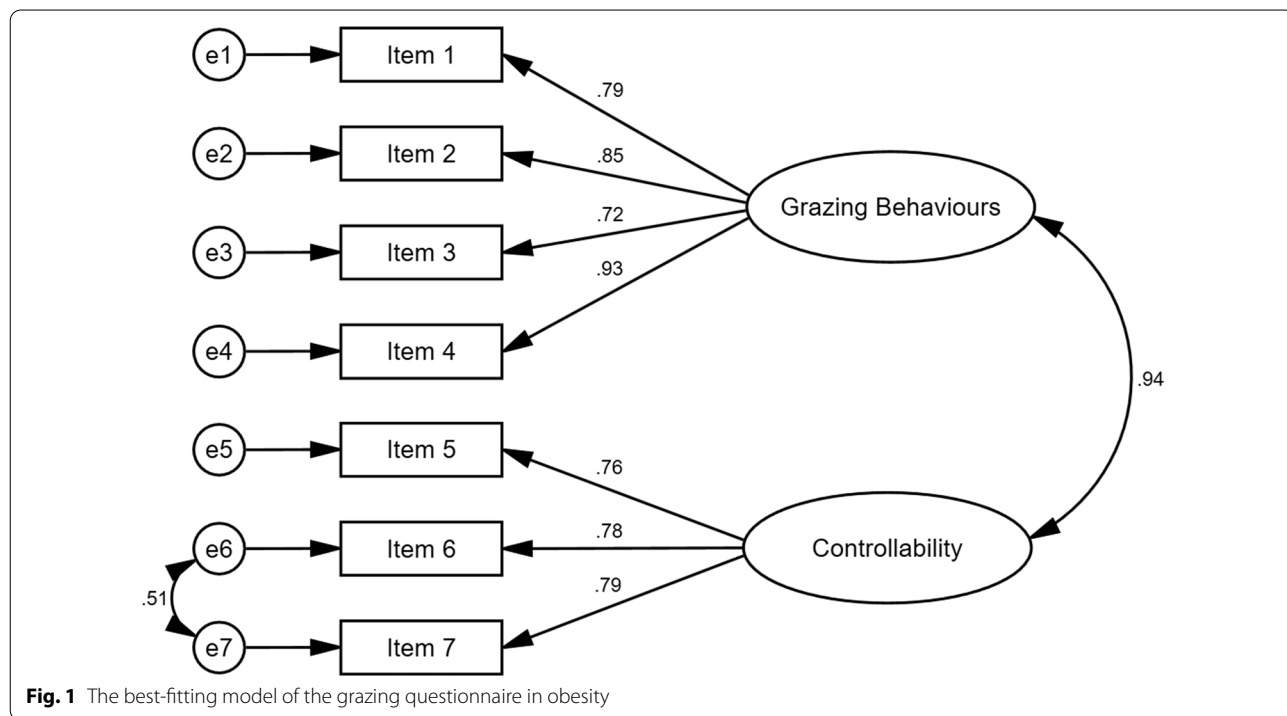 e1 Item 1
.79
e2 Item 2
.85
Grazing Behaviours
e3 Item 3
.72
.93
e4 Item 4
.94
e5 Item 5
.76
e6 Item 6
.78
Controllability
.51
.79
e7 Item 7
Fig. 1 The best-fitting model of the grazing questionnaire in obesity